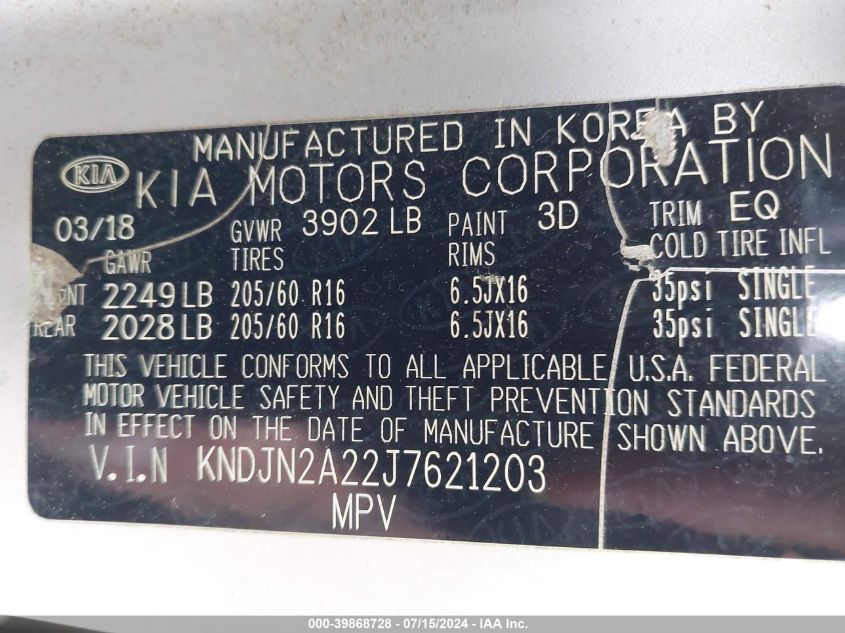 MANUFACTURED IN KOREA BY
KIA KIA MOTORS CORPORATION
03/18 GVWR 3902 LB PAINT 3D TRIM EQ
GAWR TIRES RIMS COLD TIRE INFL
2249 LB 205/60 R16 6.5JX16 35psi SINGLE
REAR 2028 LB 205/60 R16 6.5JX16 35psi SINGLE
THIS VEHICLE CONFORMS TO ALL APPLICABLE U.S.A. FEDERAL
MOTOR VEHICLE SAFETY AND THEFT PREVENTION STANDARDS
IN EFFECT ON THE DATE OF MANUFACTURE SHOWN ABOVE.
V.I.N KNDJN2A22J7621203
MPV
000-39868728 - 07/15/2024 - IAA Inc.